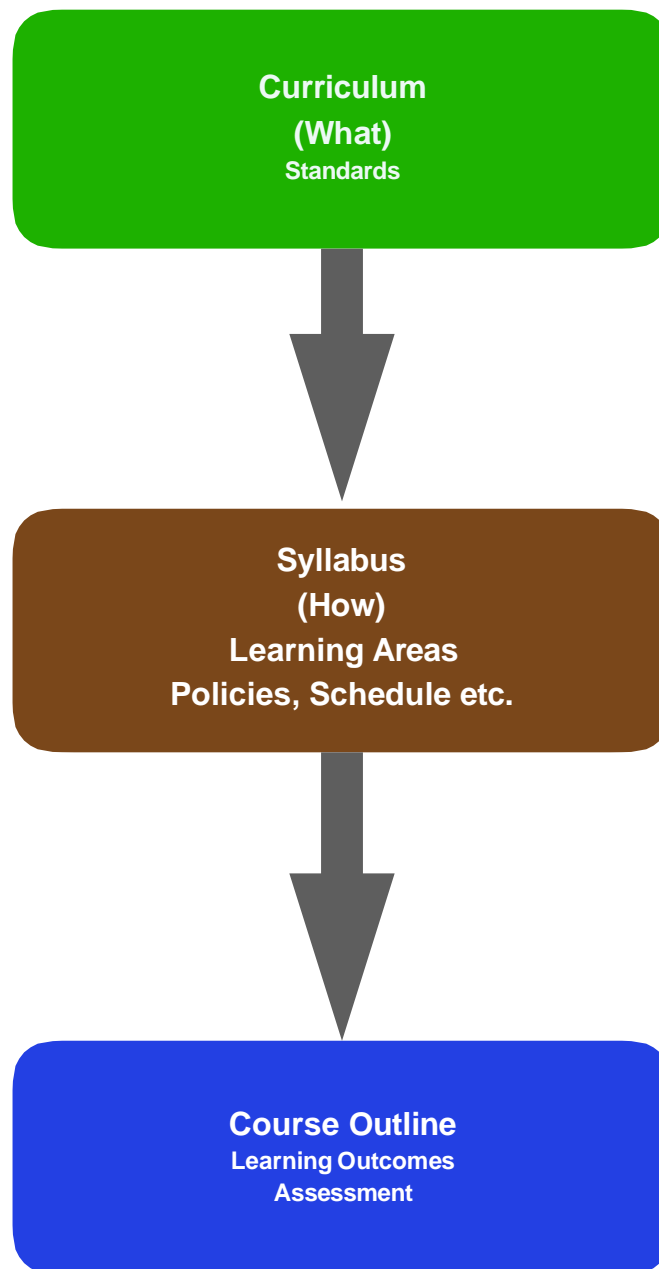 Curriculum
(What)
Standards
Syllabus
(How)
Learning Areas
Policies, Schedule etc.
Course Outline
Learning Outcomes
Assessment